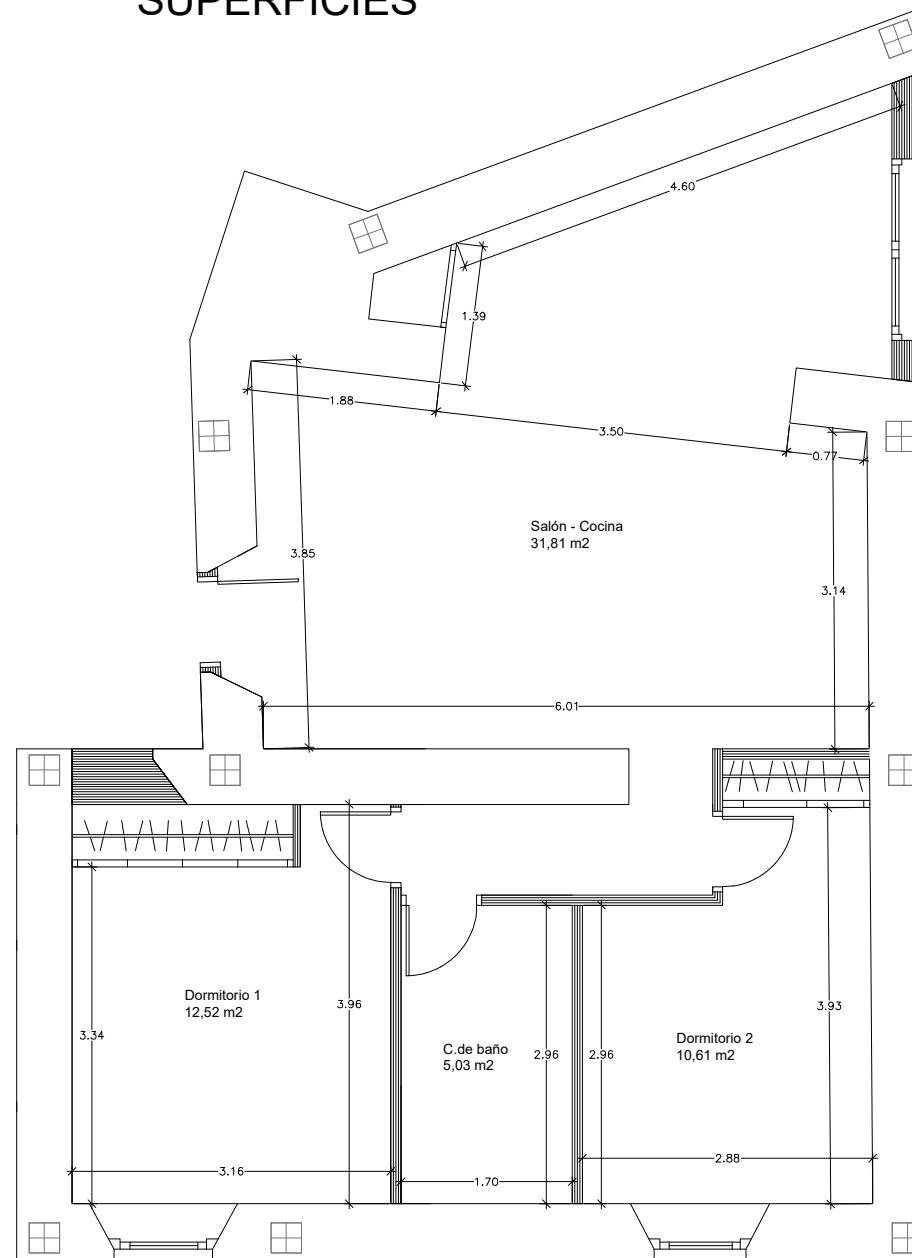 SUPERFICIES
4.60
1.39
1.88
3.50
0.77
Salón - Cocina
31,81 m2
3.85
3.14
6.01
Dormitorio 1
12,52 m2
3.96
3.93
3.34
C.de baño
5,03 m2
2.96
2.96
Dormitorio 2
10,61 m2
3.16
1.70
2.88